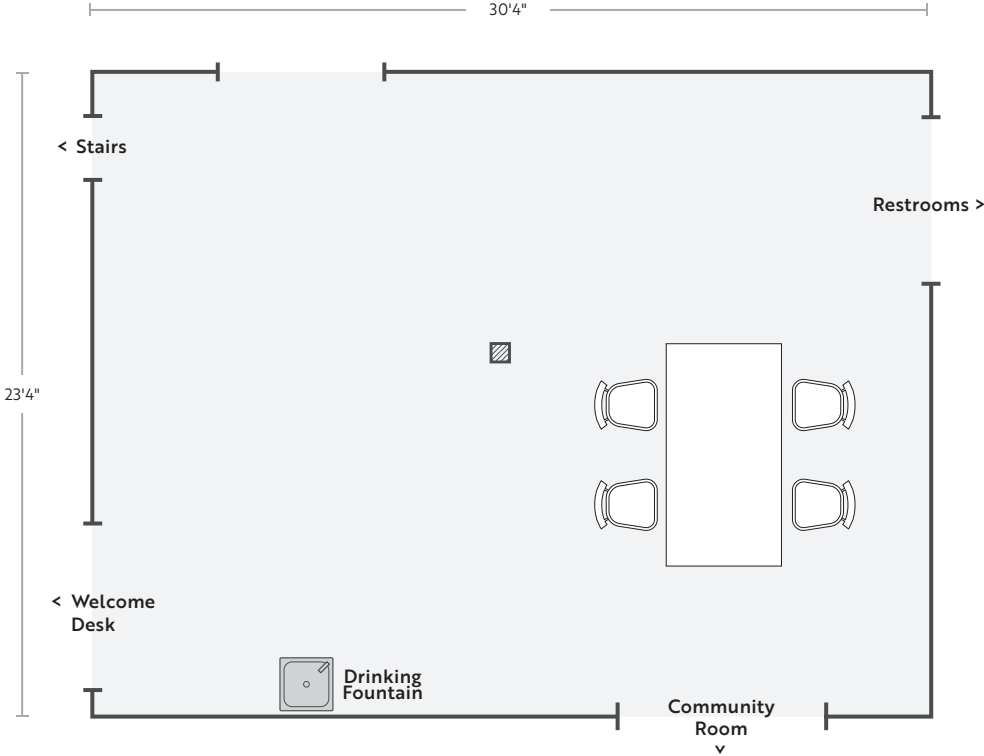 30'4"
< Stairs
Restrooms >
23'4"
< Welcome
Desk
Drinking
Fountain
Community
Room
>